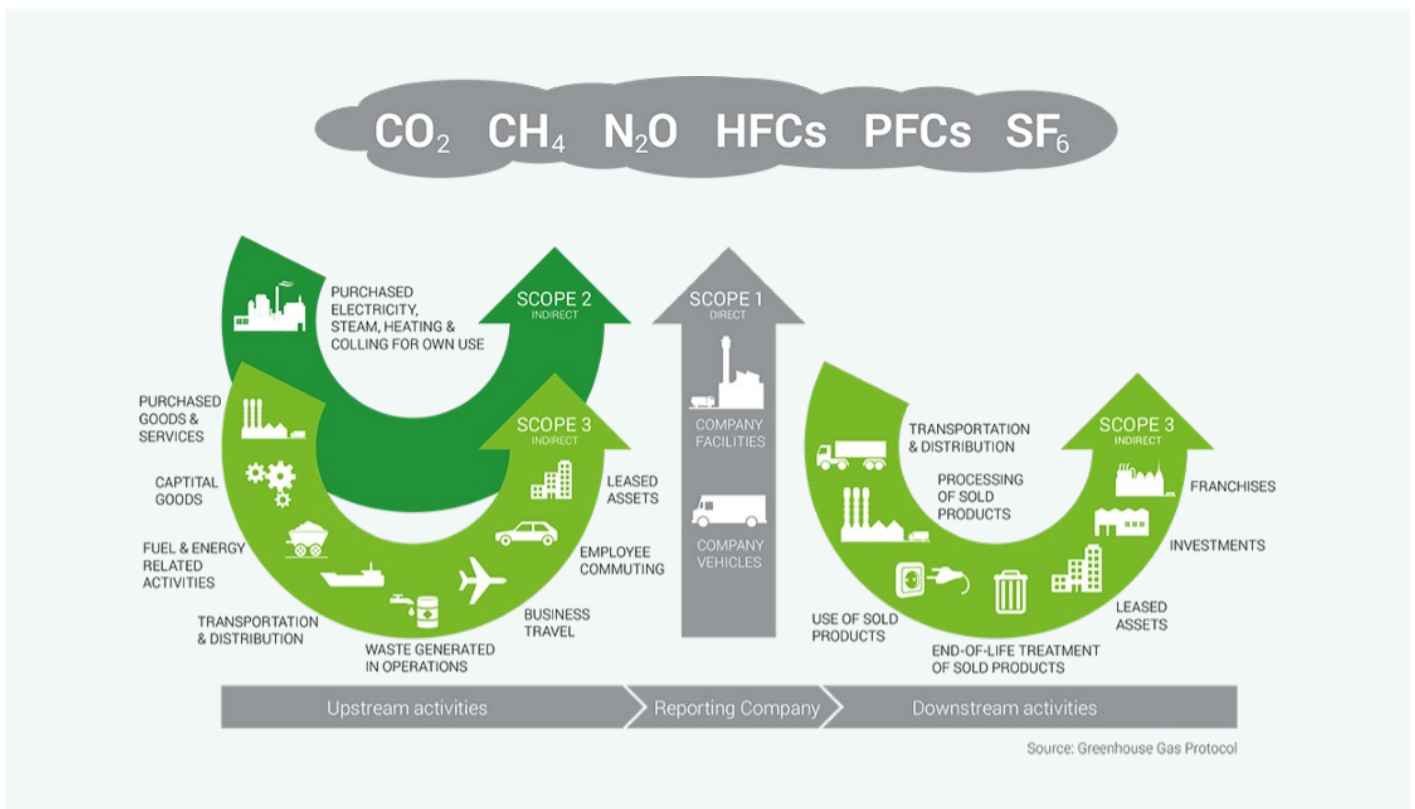 CO₂ CH₄ N₂O HFCs PFCs SF₆
PURCHASED
ELECTRICITY,
STEAM, HEATING &
COLLING FOR OWN USE
SCOPE 2
INDIRECT
PURCHASED
GOODS &
SERVICES
CAPTITAL
GOODS
FUEL & ENERGY
RELATED
ACTIVITIES
TRANSPORTATION
& DISTRIBUTION
WASTE GENERATED
IN OPERATIONS
BUSINESS
TRAVEL
EMPLOYEE
COMMUTING
LEASED
ASSETS
SCOPE 3
INDIRECT
SCOPE 1
DIRECT
COMPANY
FACILITIES
COMPANY
VEHICLES
TRANSPORTATION
& DISTRIBUTION
PROCESSING
OF SOLD
PRODUCTS
USE OF SOLD
PRODUCTS
END-OF-LIFE TREATMENT
OF SOLD PRODUCTS
LEASED
ASSETS
INVESTMENTS
FRANCHISES
SCOPE 3
INDIRECT
Upstream activities
Reporting Company
Downstream activities
Source: Greenhouse Gas Protocol